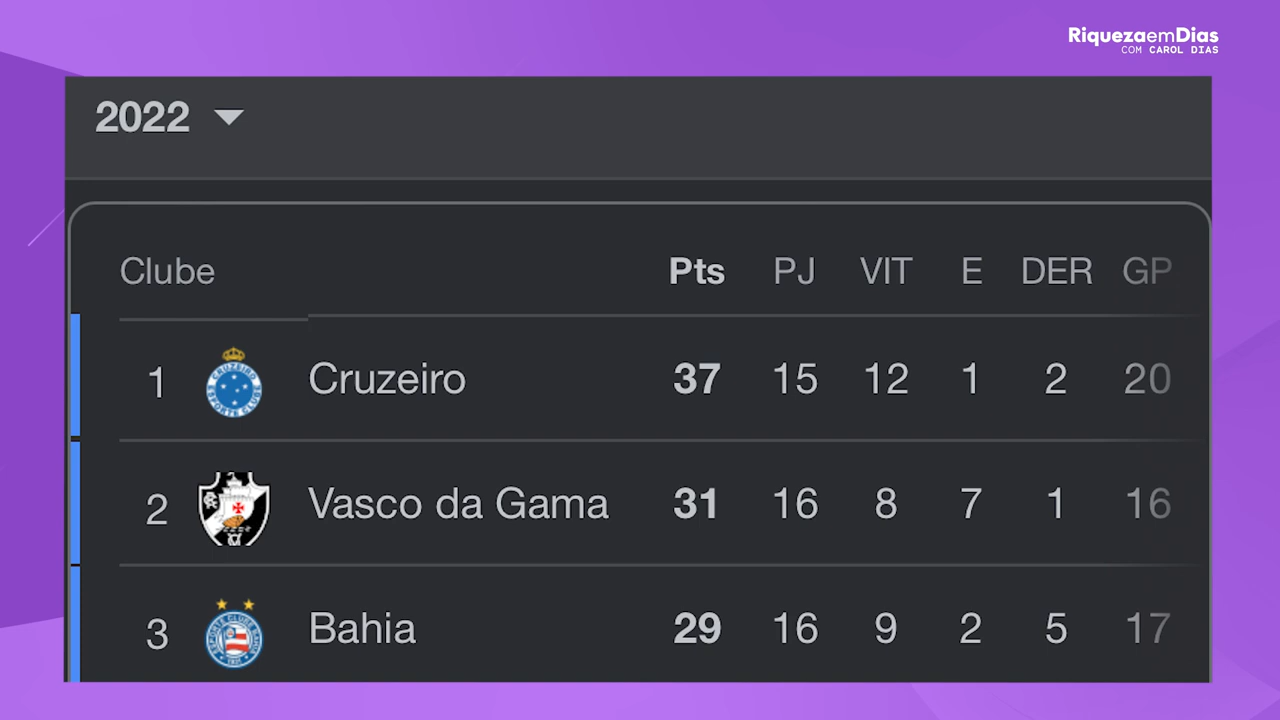 RiquezaemDias
COM CAROL DIAS
2022
Clube Pts PJ VIT E DER GP
1 Cruzeiro 37 15 12 1 2 20
2 Vasco da Gama 31 16 8 7 1 16
3 Bahia 29 16 9 2 5 17